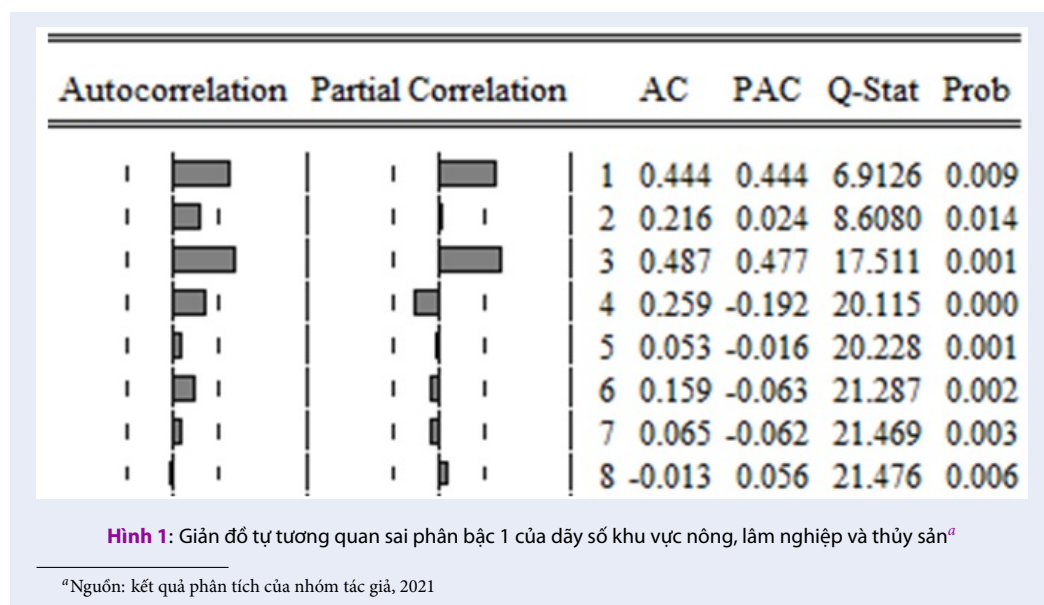 Autocorrelation Partial Correlation AC PAC Q-Stat Prob
1 0.444 0.444 6.9126 0.009
2 0.216 0.024 8.6080 0.014
3 0.487 0.477 17.511 0.001
4 0.259 -0.192 20.115 0.000
5 0.053 -0.016 20.228 0.001
6 0.159 -0.063 21.287 0.002
7 0.065 -0.062 21.469 0.003
8 -0.013 0.056 21.476 0.006
Hình 1: Giản đồ tự tương quan sai phân bậc 1 của dãy số khu vực nông, lâm nghiệp và thủy sảnᵃ
ᵃNguồn: kết quả phân tích của nhóm tác giả, 2021